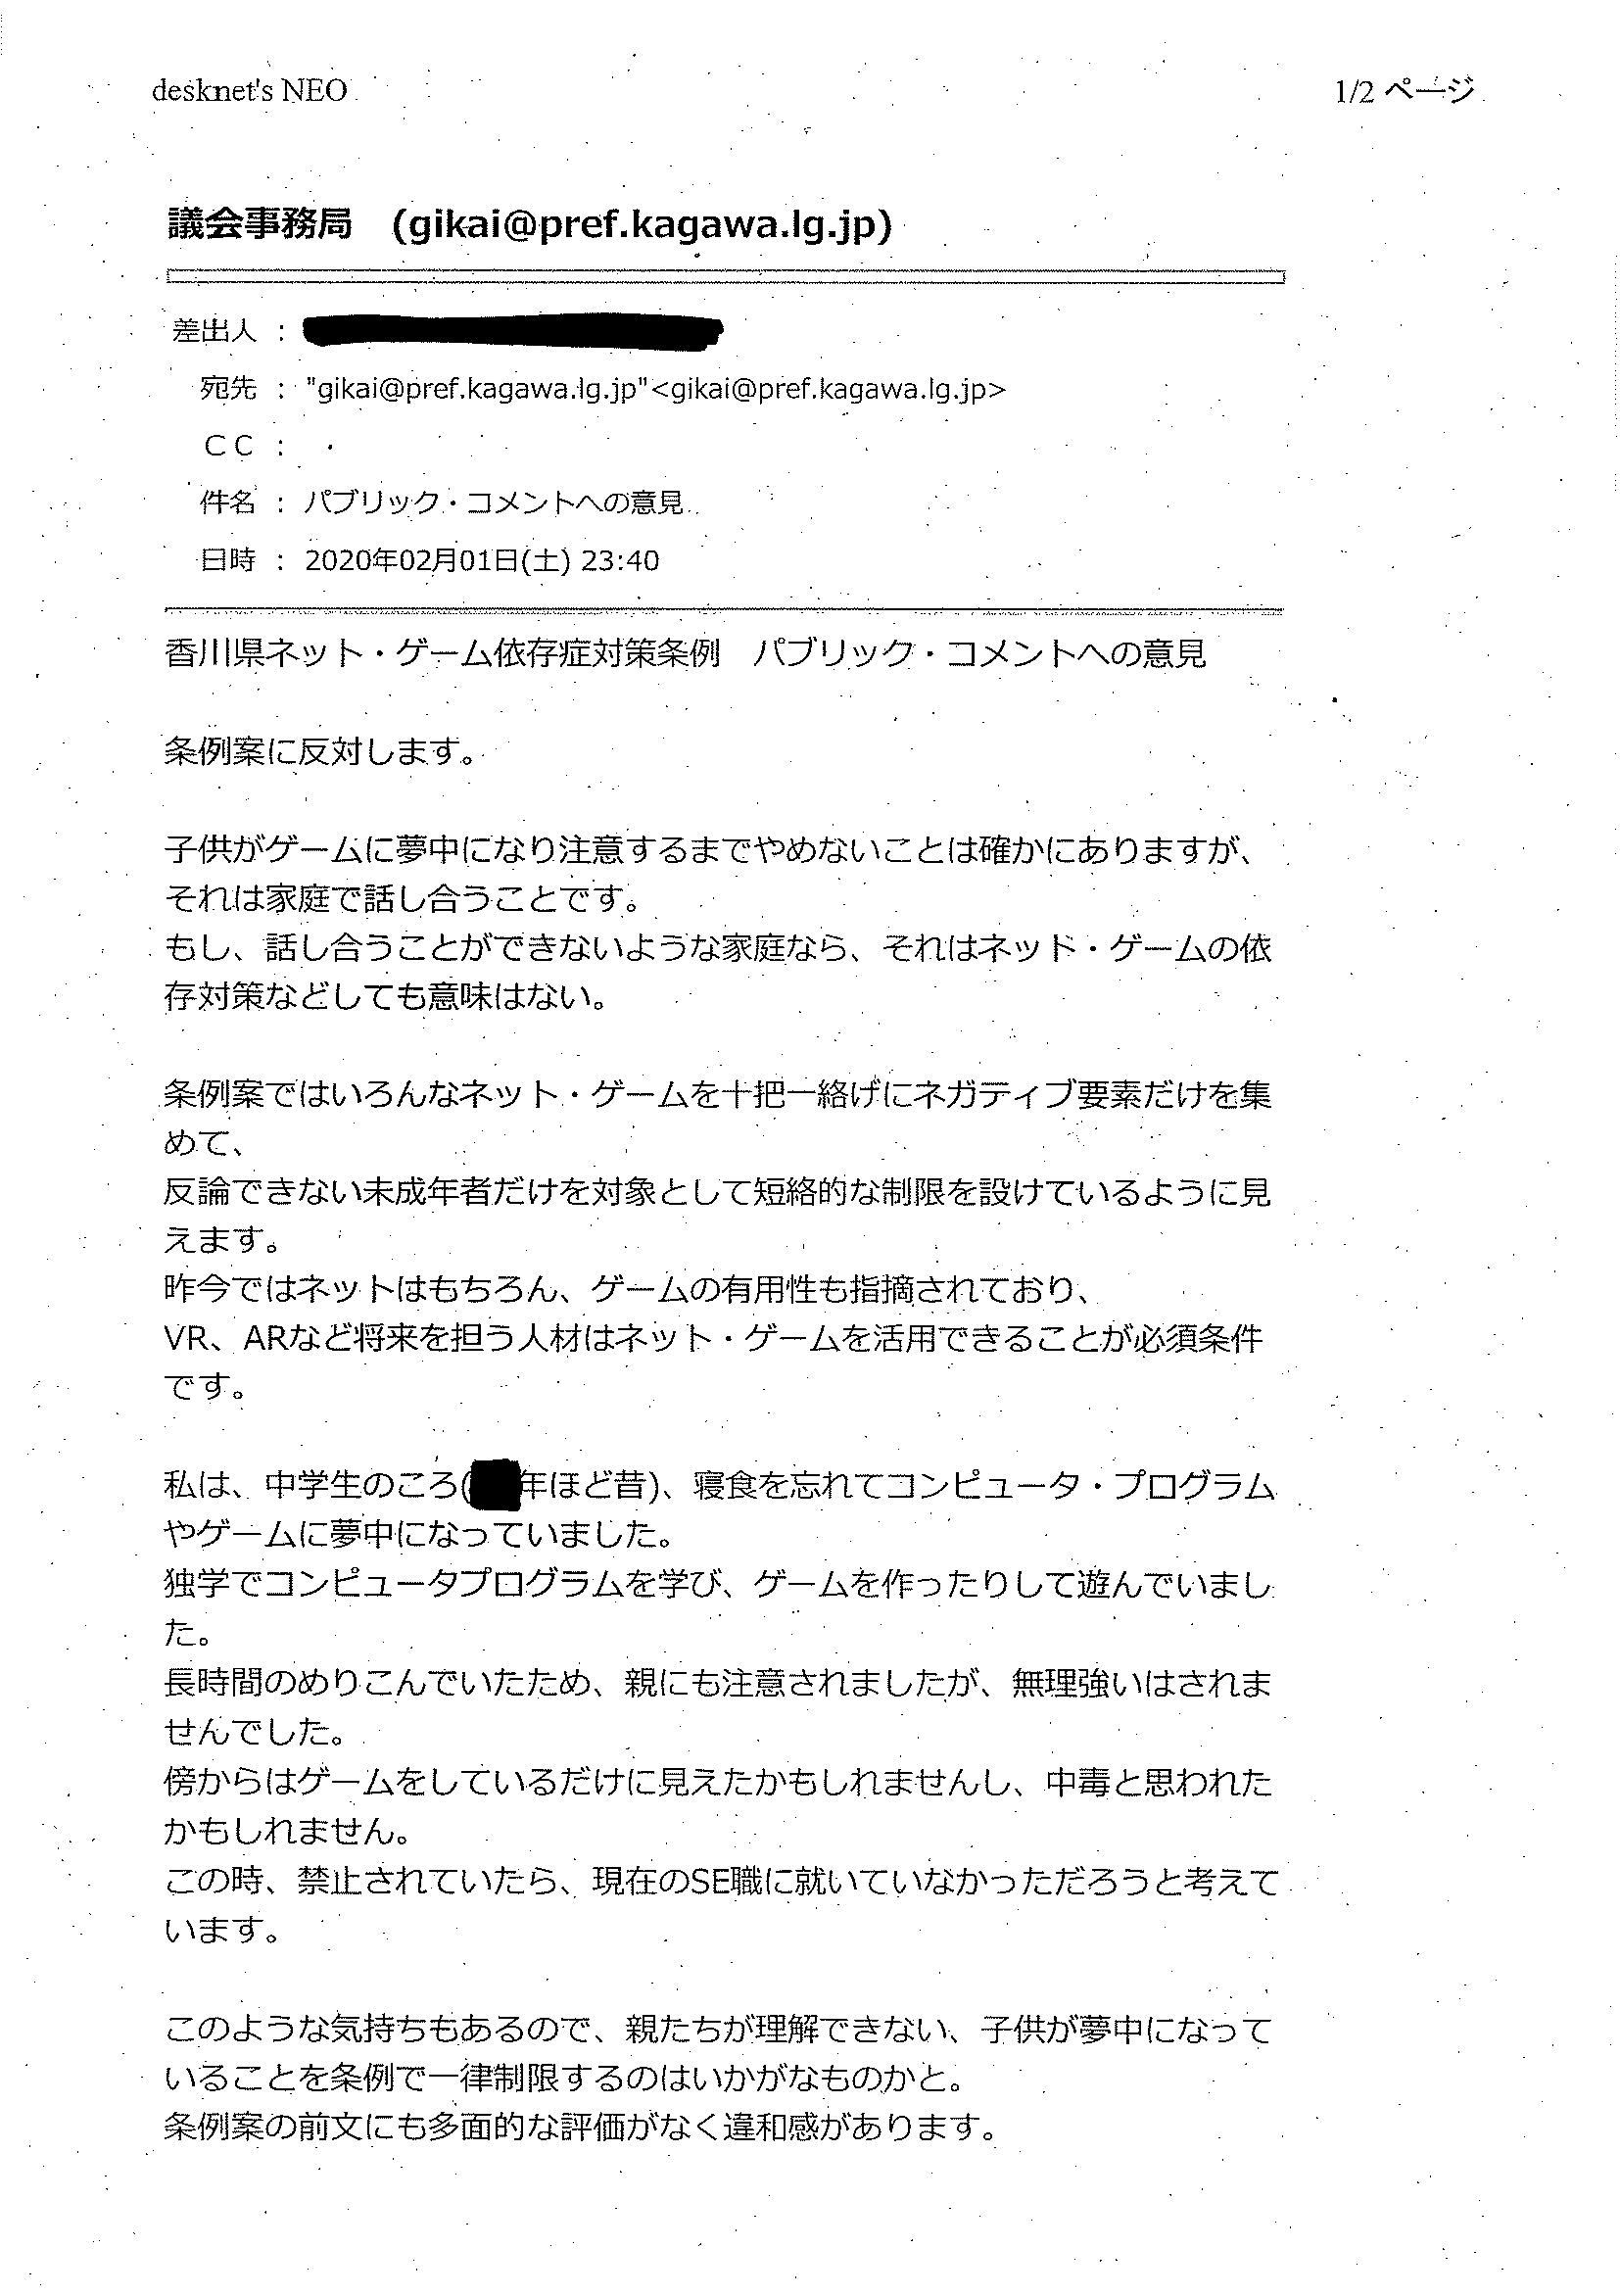 desknet's NEO
1/2 ページ
議会事務局　(gikai@pref.kagawa.lg.jp)
差出人 :
宛先 : "gikai@pref.kagawa.lg.jp"<gikai@pref.kagawa.lg.jp>
ＣＣ :
件名 : パブリック・コメントへの意見
日時 : 2020年02月01日(土) 23:40
香川県ネット・ゲーム依存症対策条例　パブリック・コメントへの意見
条例案に反対します。
子供がゲームに夢中になり注意するまでやめないことは確かにありますが、
それは家庭で話し合うことです。
もし、話し合うことができないような家庭なら、それはネット・ゲームの依
存対策などしても意味はない。
条例案ではいろんなネット・ゲームを十把一絡げにネガティブ要素だけを集
めて、
反論できない未成年者だけを対象として短絡的な制限を設けているように見
えます。
昨今ではネットはもちろん、ゲームの有用性も指摘されており、
VR、ARなど将来を担う人材はネット・ゲームを活用できることが必須条件
です。
私は、中学生のころ(年ほど昔)、寝食を忘れてコンピュータ・プログラム
やゲームに夢中になっていました。
独学でコンピュータプログラムを学び、ゲームを作ったりして遊んでいまし
た。
長時間のめりこんでいたため、親にも注意されましたが、無理強いはされま
せんでした。
傍からはゲームをしているだけに見えたかもしれませんし、中毒と思われた
かもしれません。
この時、禁止されていたら、現在のSE職に就いていなかっただろうと考えて
います。
このような気持ちもあるので、親たちが理解できない、子供が夢中になって
いることを条例で一律制限するのはいかがなものかと。
条例案の前文にも多面的な評価がなく違和感があります。